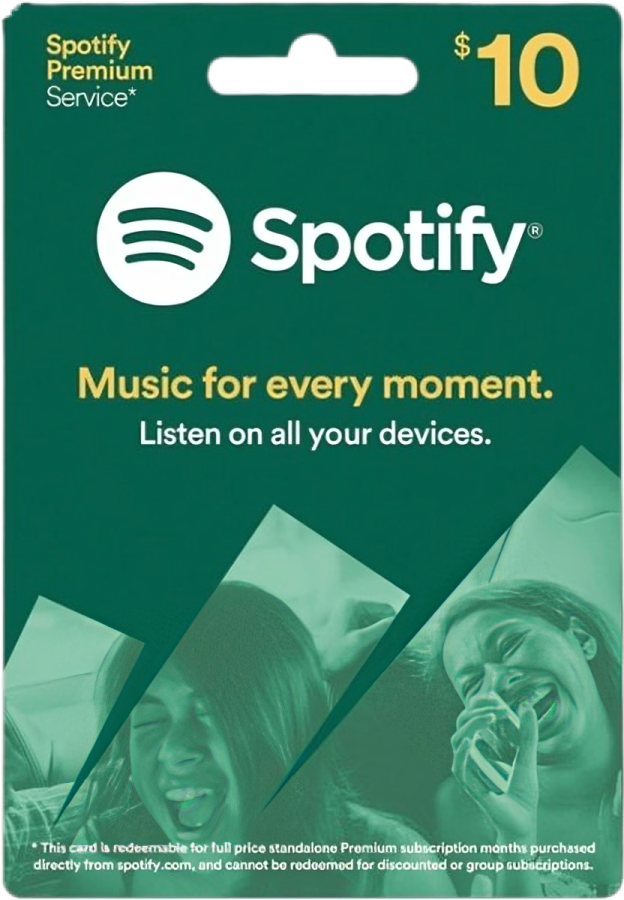 Spotify
Premium
Service*
$10
Spotify®
Music for every moment.
Listen on all your devices.
* This card is redeemable for full price standalone Premium subscription months purchased
directly from spotify.com, and cannot be redeemed for discounted or group subscriptions.